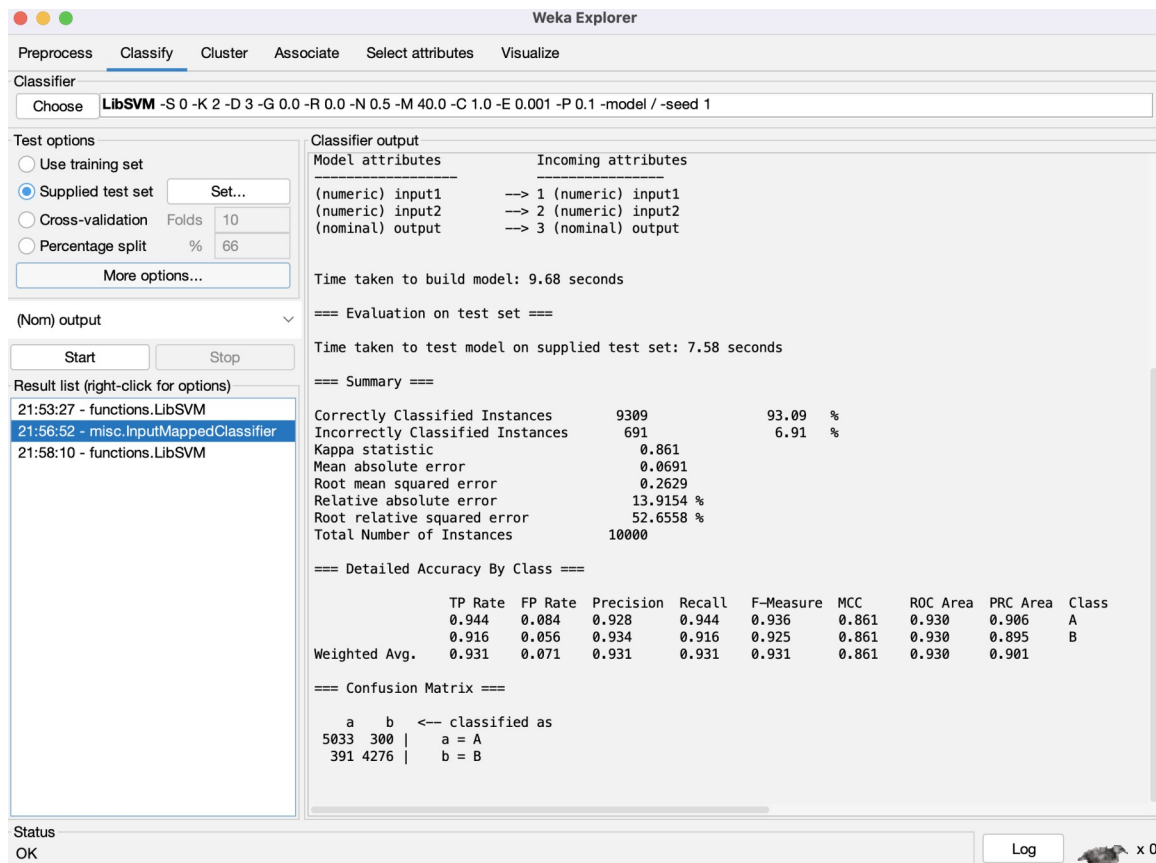 Weka Explorer
Preprocess Classify Cluster Associate Select attributes Visualize
Classifier
Choose LibSVM -S 0 -K 2 -D 3 -G 0.0 -R 0.0 -N 0.5 -M 40.0 -C 1.0 -E 0.001 -P 0.1 -model / -seed 1
Test options
Use training set
Supplied test set Set...
Cross-validation Folds 10
Percentage split % 66
More options...
(Nom) output
Start Stop
Result list (right-click for options)
21:53:27 - functions.LibSVM
21:56:52 - misc.InputMappedClassifier
21:58:10 - functions.LibSVM
Classifier output
Model attributes Incoming attributes
------------------ ----------------
(numeric) input1 --> 1 (numeric) input1
(numeric) input2 --> 2 (numeric) input2
(nominal) output --> 3 (nominal) output
Time taken to build model: 9.68 seconds
=== Evaluation on test set ===
Time taken to test model on supplied test set: 7.58 seconds
=== Summary ===
Correctly Classified Instances 9309 93.09 %
Incorrectly Classified Instances 691 6.91 %
Kappa statistic 0.861
Mean absolute error 0.0691
Root mean squared error 0.2629
Relative absolute error 13.9154 %
Root relative squared error 52.6558 %
Total Number of Instances 10000
=== Detailed Accuracy By Class ===
TP Rate FP Rate Precision Recall F-Measure MCC ROC Area PRC Area Class
0.944 0.084 0.928 0.944 0.936 0.861 0.930 0.906 A
0.916 0.056 0.934 0.916 0.925 0.861 0.930 0.895 B
Weighted Avg. 0.931 0.071 0.931 0.931 0.931 0.861 0.930 0.901
=== Confusion Matrix ===
a b <-- classified as
5033 300 | a = A
391 4276 | b = B
Status
OK
Log x 0